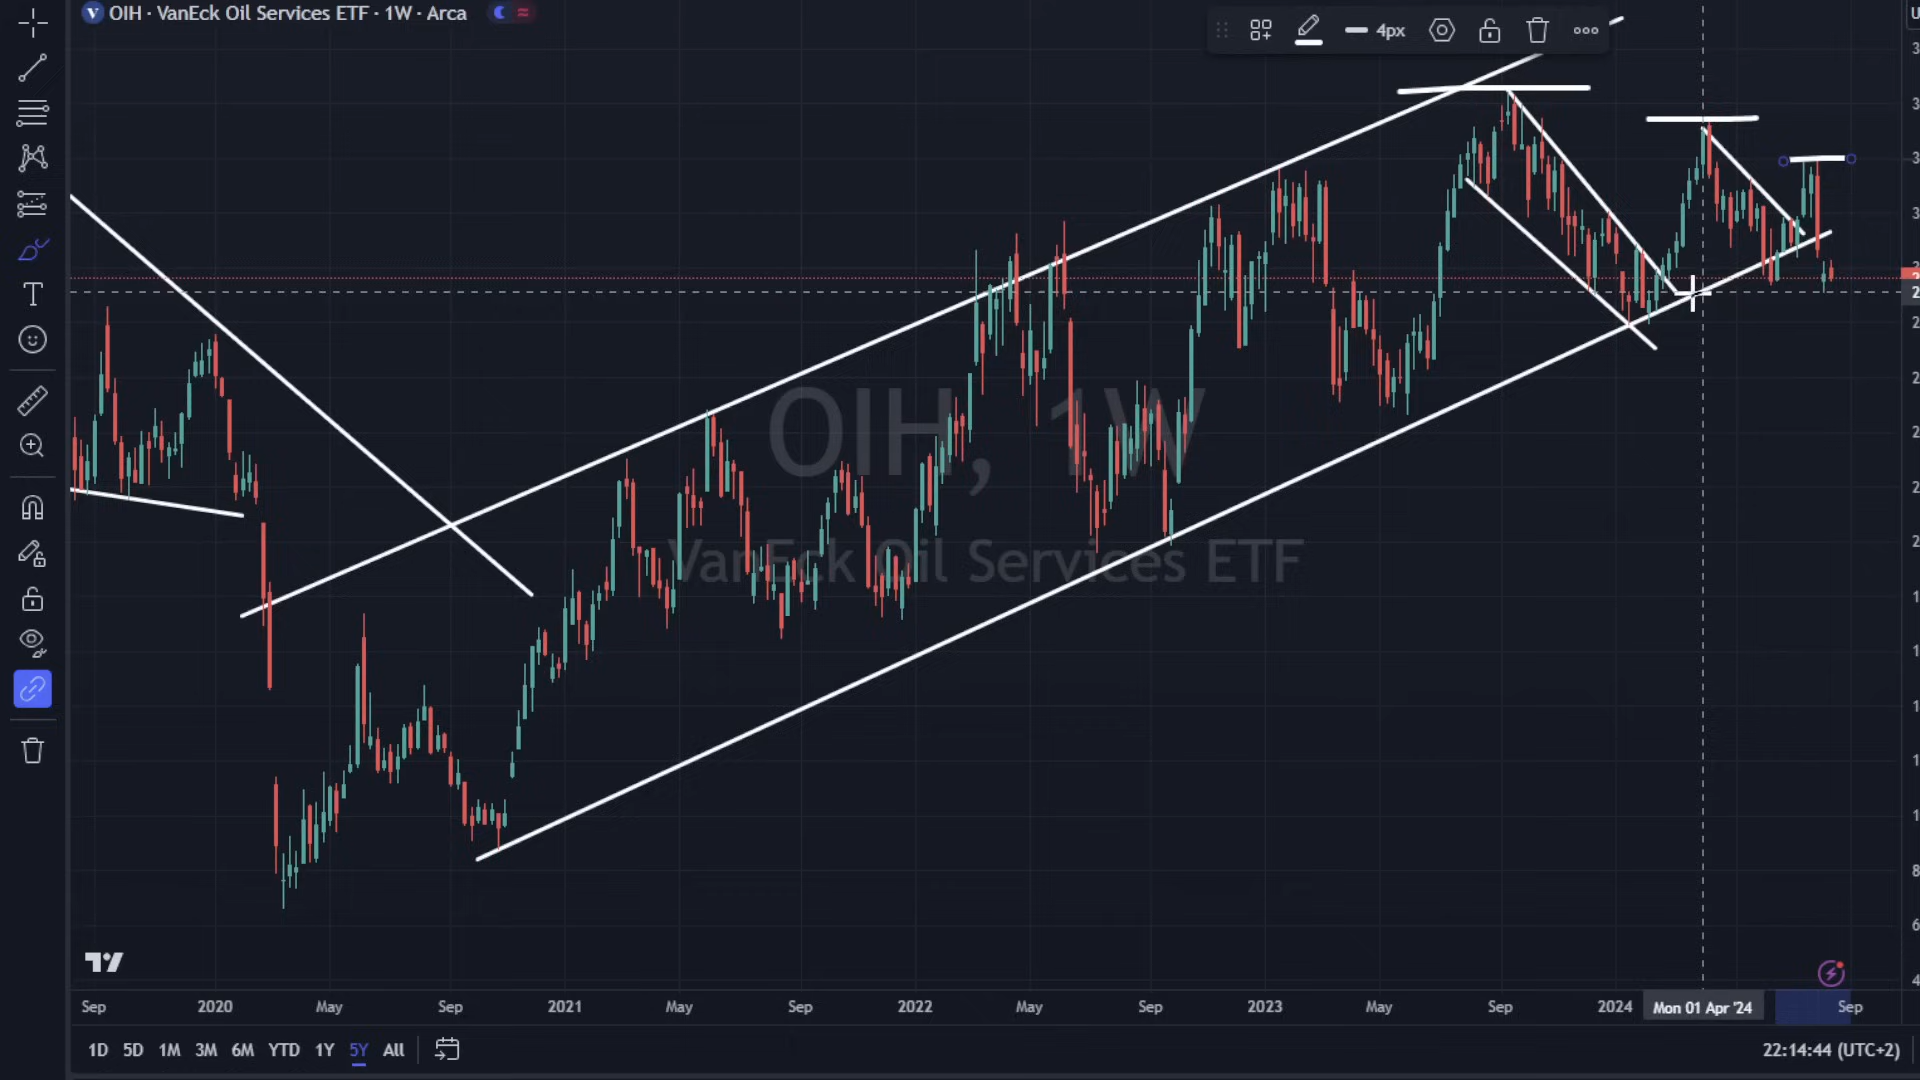 OIH · VanEck Oil Services ETF · 1W · Arca
4px
OIH, 1W
VanEck Oil Services ETF
Sep 2020 May Sep 2021 May Sep 2022 May Sep 2023 May Sep 2024 Mon 01 Apr '24 Sep
1D 5D 1M 3M 6M YTD 1Y 5Y All
22:14:44 (UTC+2)